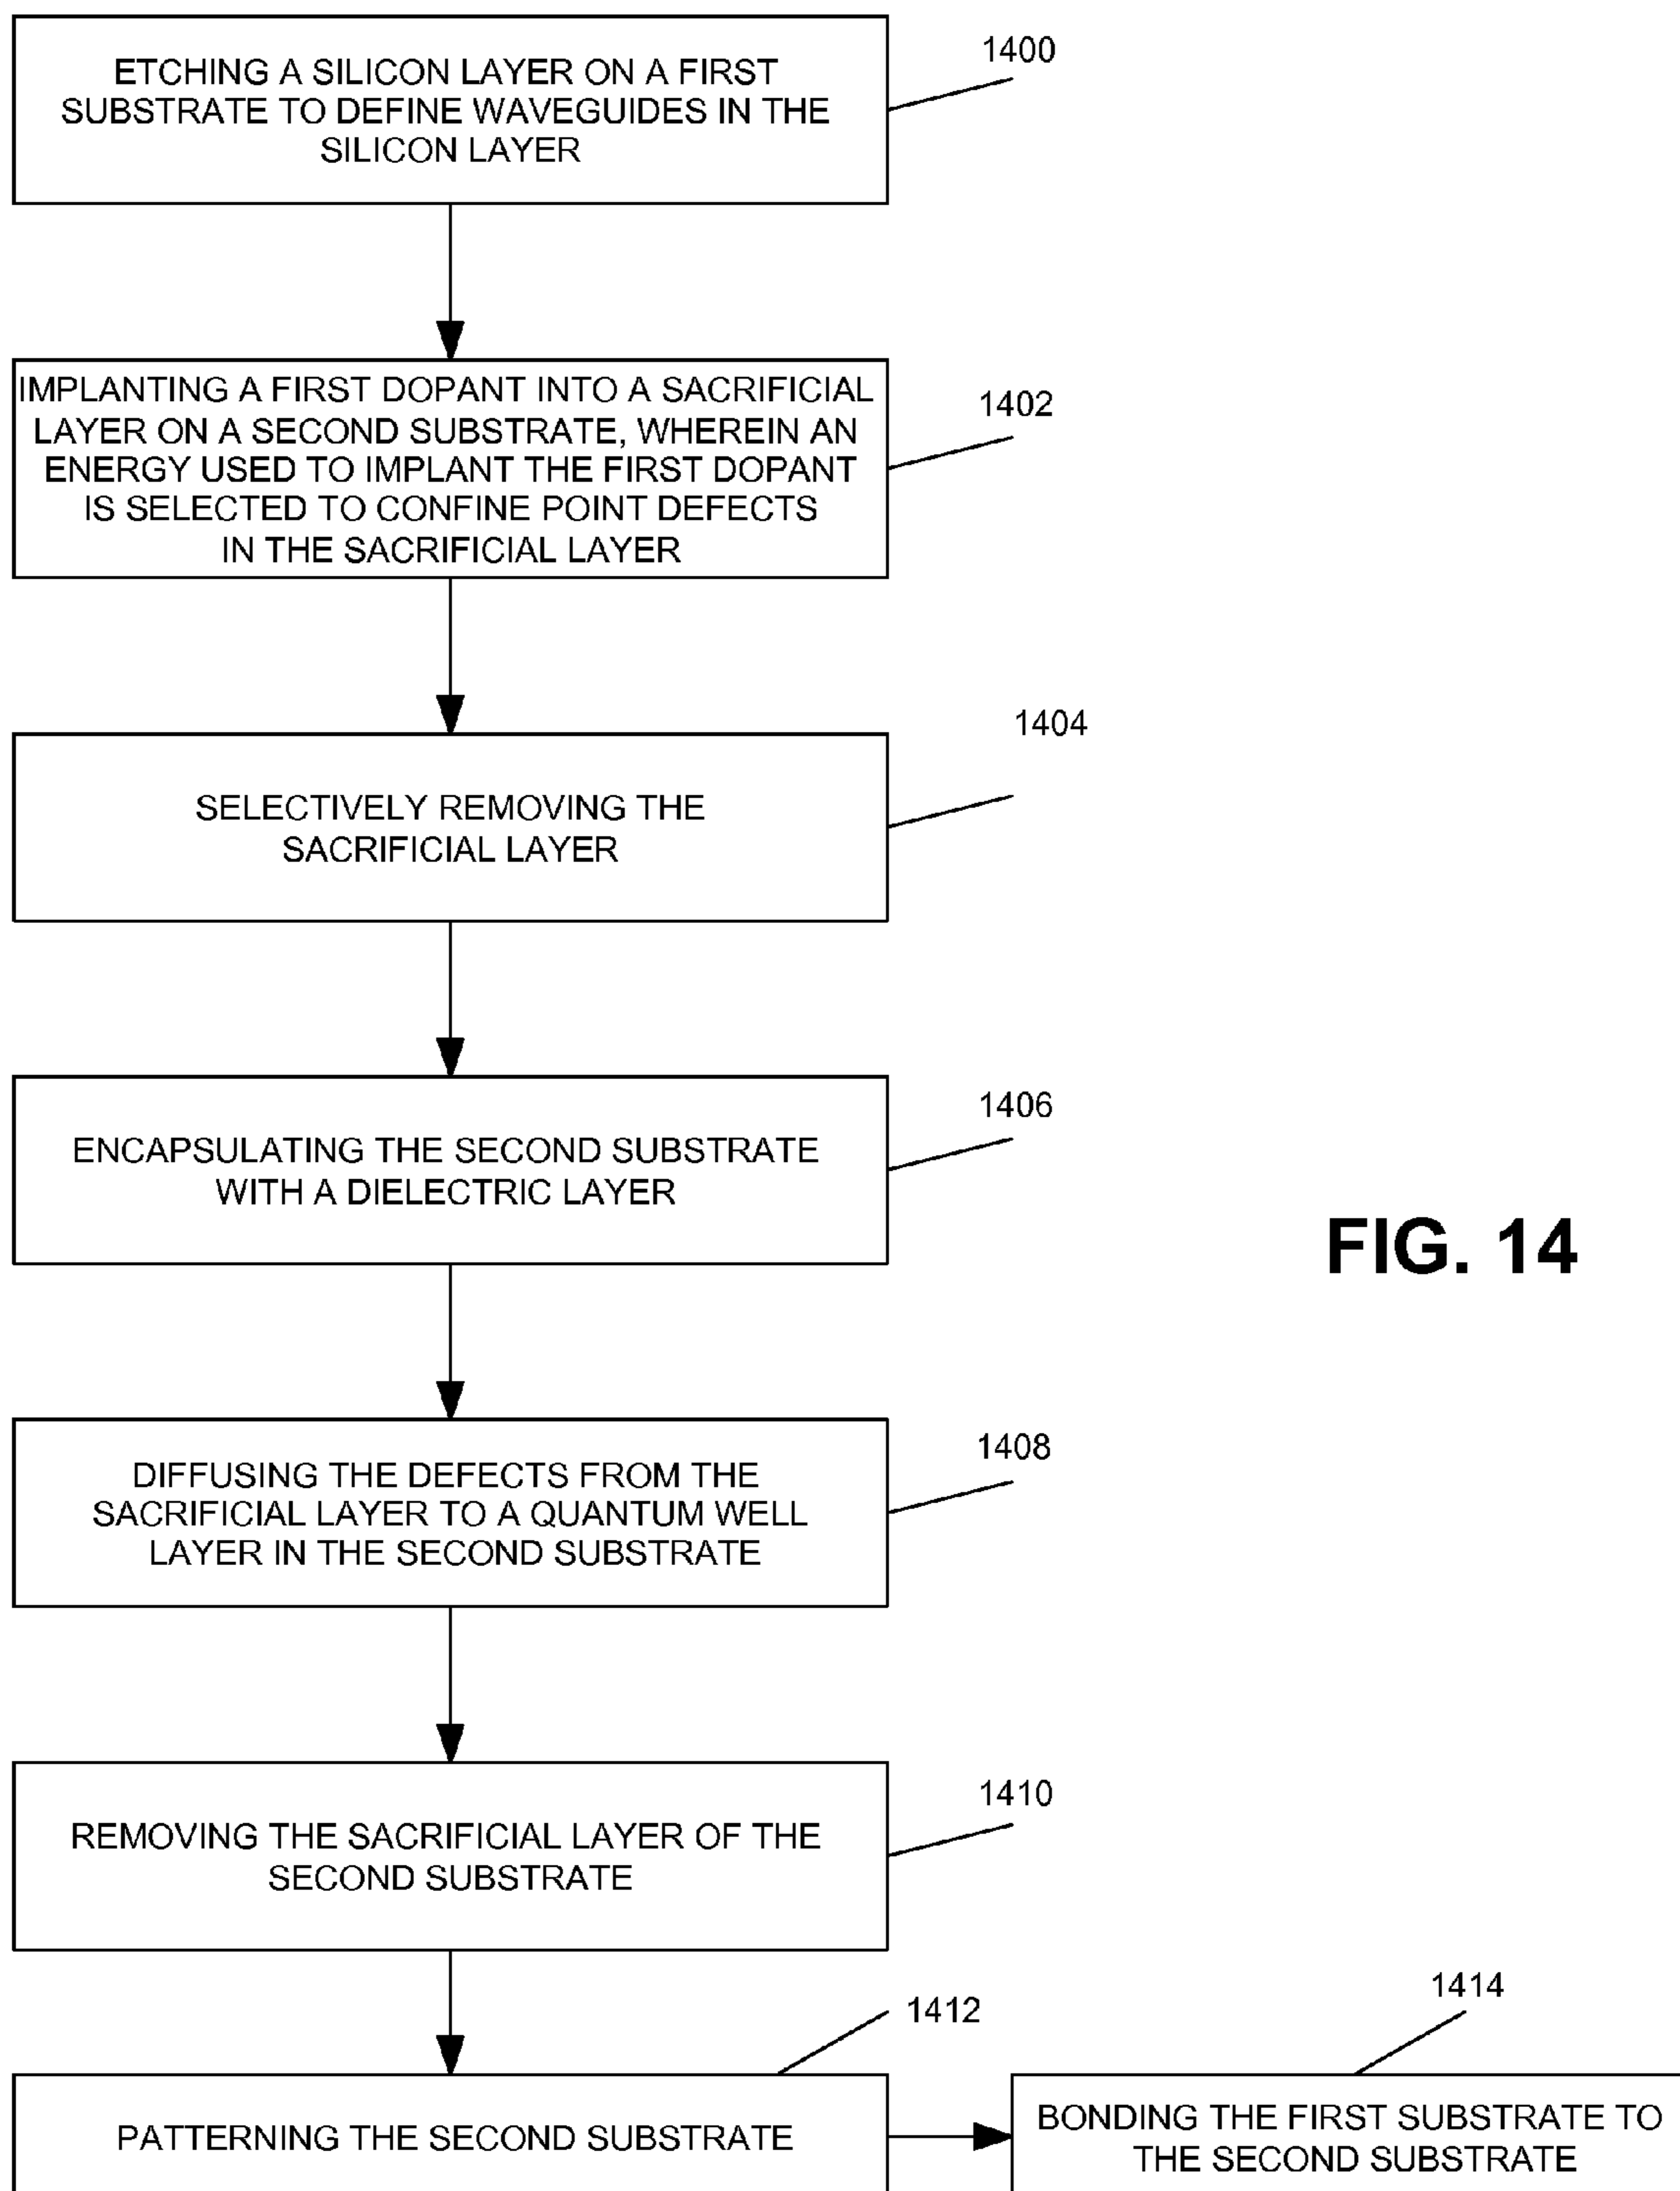 ETCHING A SILICON LAYER ON A FIRST
SUBSTRATE TO DEFINE WAVEGUIDES IN THE
SILICON LAYER
1400
IMPLANTING A FIRST DOPANT INTO A SACRIFICIAL
LAYER ON A SECOND SUBSTRATE, WHEREIN AN
ENERGY USED TO IMPLANT THE FIRST DOPANT
IS SELECTED TO CONFINE POINT DEFECTS
IN THE SACRIFICIAL LAYER
1402
SELECTIVELY REMOVING THE
SACRIFICIAL LAYER
1404
ENCAPSULATING THE SECOND SUBSTRATE
WITH A DIELECTRIC LAYER
1406
FIG. 14
DIFFUSING THE DEFECTS FROM THE
SACRIFICIAL LAYER TO A QUANTUM WELL
LAYER IN THE SECOND SUBSTRATE
1408
REMOVING THE SACRIFICIAL LAYER OF THE
SECOND SUBSTRATE
1410
PATTERNING THE SECOND SUBSTRATE
1412
BONDING THE FIRST SUBSTRATE TO
THE SECOND SUBSTRATE
1414